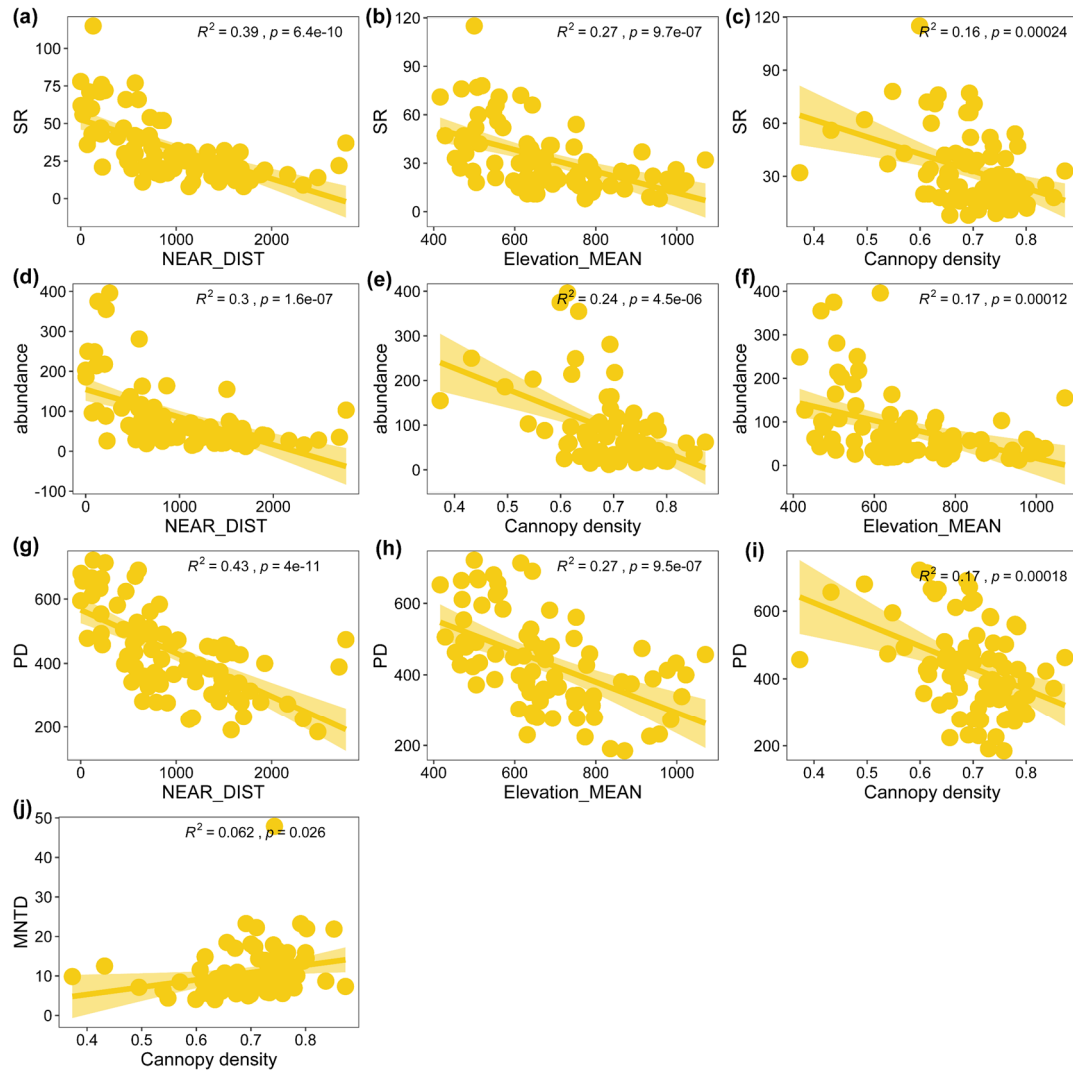 (a)
R² = 0.39 , p = 6.4e-10
SR
100
75
50
25
0
0 1000 2000
NEAR_DIST
(b)
R² = 0.27 , p = 9.7e-07
SR
120
90
60
30
0
400 600 800 1000
Elevation_MEAN
(c)
R² = 0.16 , p = 0.00024
SR
120
90
60
30
0.4 0.5 0.6 0.7 0.8
Cannopy density
(d)
R² = 0.3 , p = 1.6e-07
abundance
400
300
200
100
0
-100
0 1000 2000
NEAR_DIST
(e)
R² = 0.24 , p = 4.5e-06
abundance
400
300
200
100
0
0.4 0.5 0.6 0.7 0.8
Cannopy density
(f)
R² = 0.17 , p = 0.00012
abundance
400
300
200
100
0
400 600 800 1000
Elevation_MEAN
(g)
R² = 0.43 , p = 4e-11
PD
600
400
200
0 1000 2000
NEAR_DIST
(h)
R² = 0.27 , p = 9.5e-07
PD
600
400
200
400 600 800 1000
Elevation_MEAN
(i)
R² = 0.17 , p = 0.00018
PD
600
400
200
0.4 0.5 0.6 0.7 0.8
Cannopy density
(j)
R² = 0.062 , p = 0.026
MNTD
50
40
30
20
10
0
0.4 0.5 0.6 0.7 0.8
Cannopy density